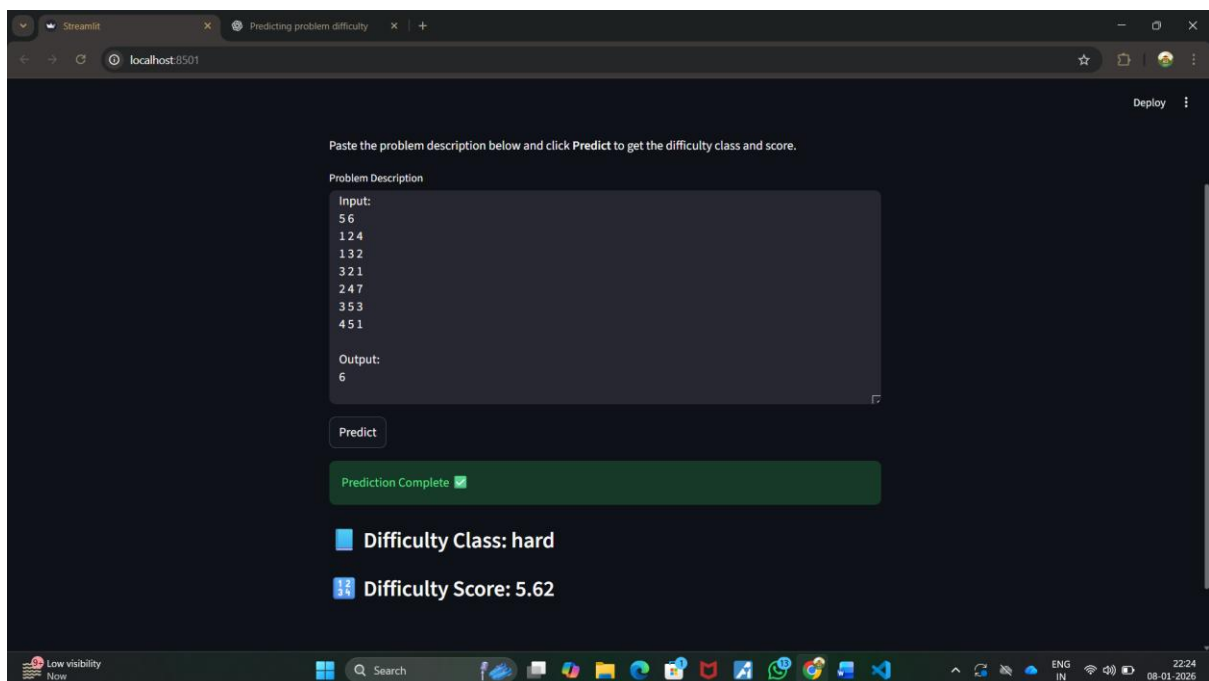 Streamlit
Predicting problem difficulty
localhost:8501
Deploy
Paste the problem description below and click Predict to get the difficulty class and score.
Problem Description
Input:
5 6
1 2 4
1 3 2
3 2 1
2 4 7
3 5 3
4 5 1
Output:
6
Predict
Prediction Complete ✅
📘 Difficulty Class: hard
🔢 Difficulty Score: 5.62
9+
Low visibility
Now
Search
1
9
ENG
IN
22:24
08-01-2026